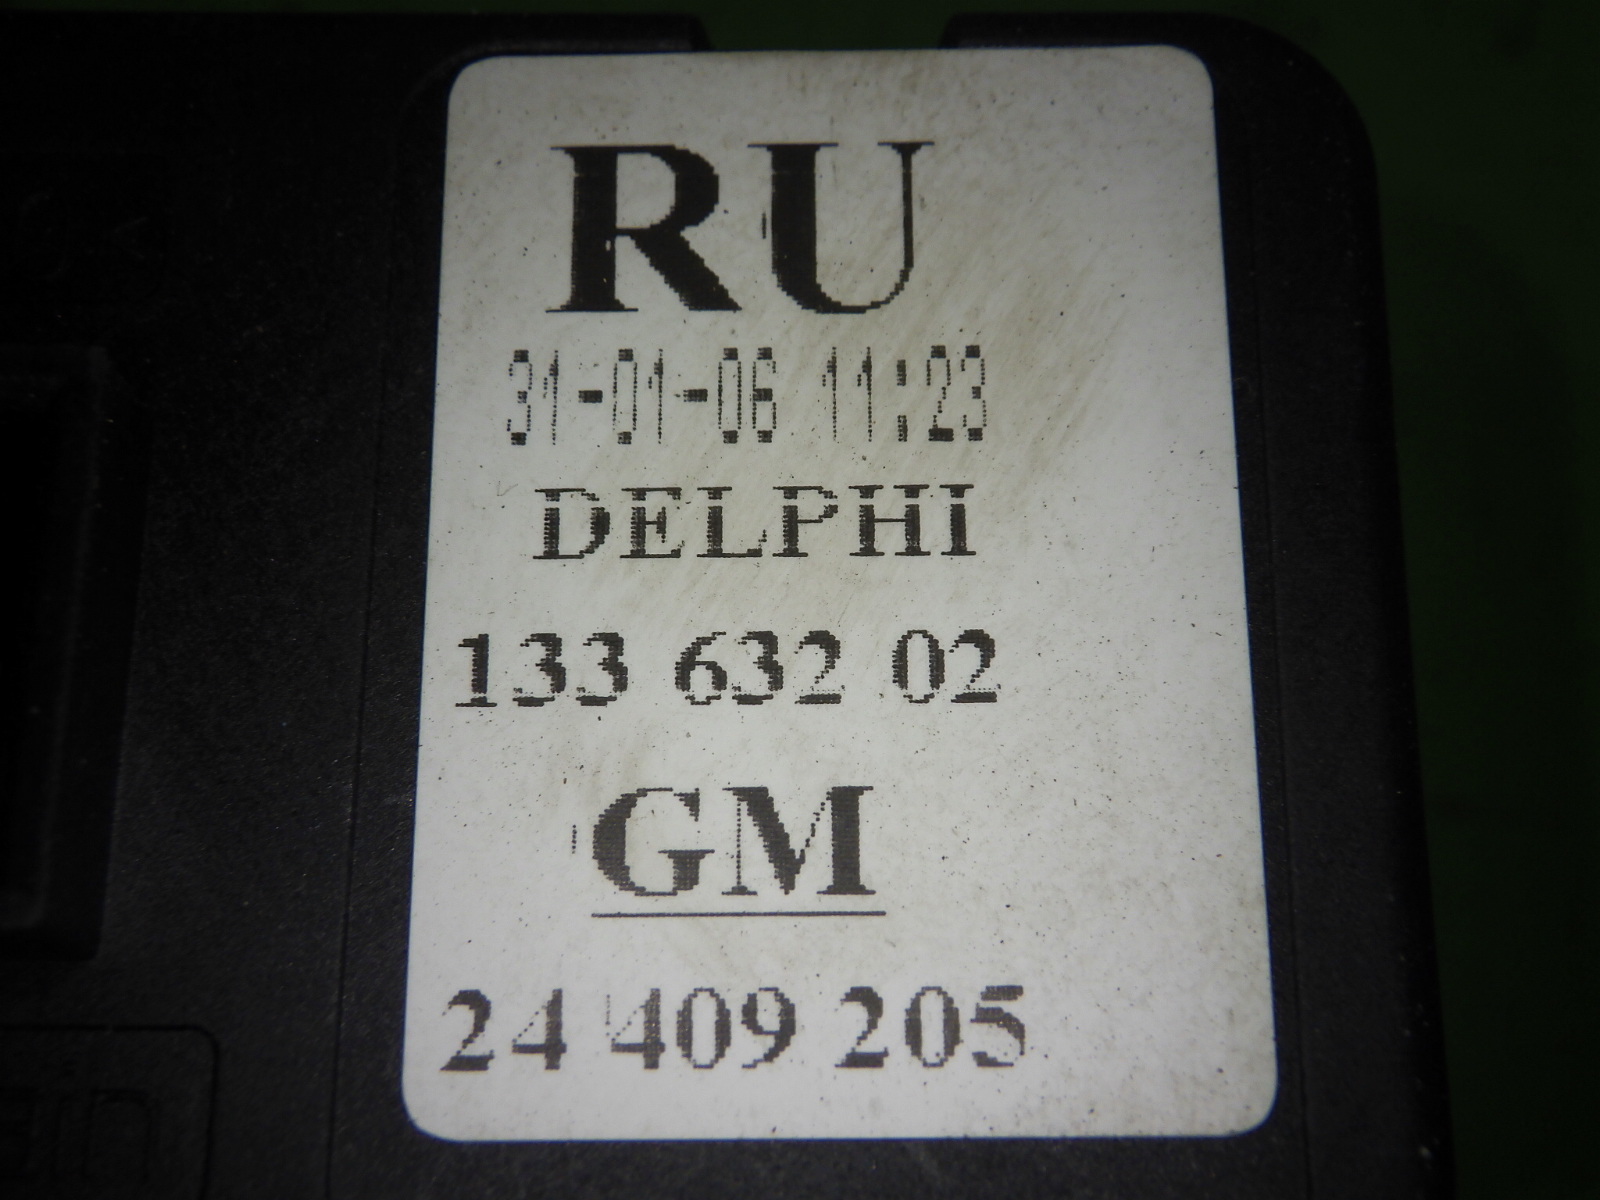 RU
31-01-06 11:23
DELPHI
133 632 02
GM
24 409 205